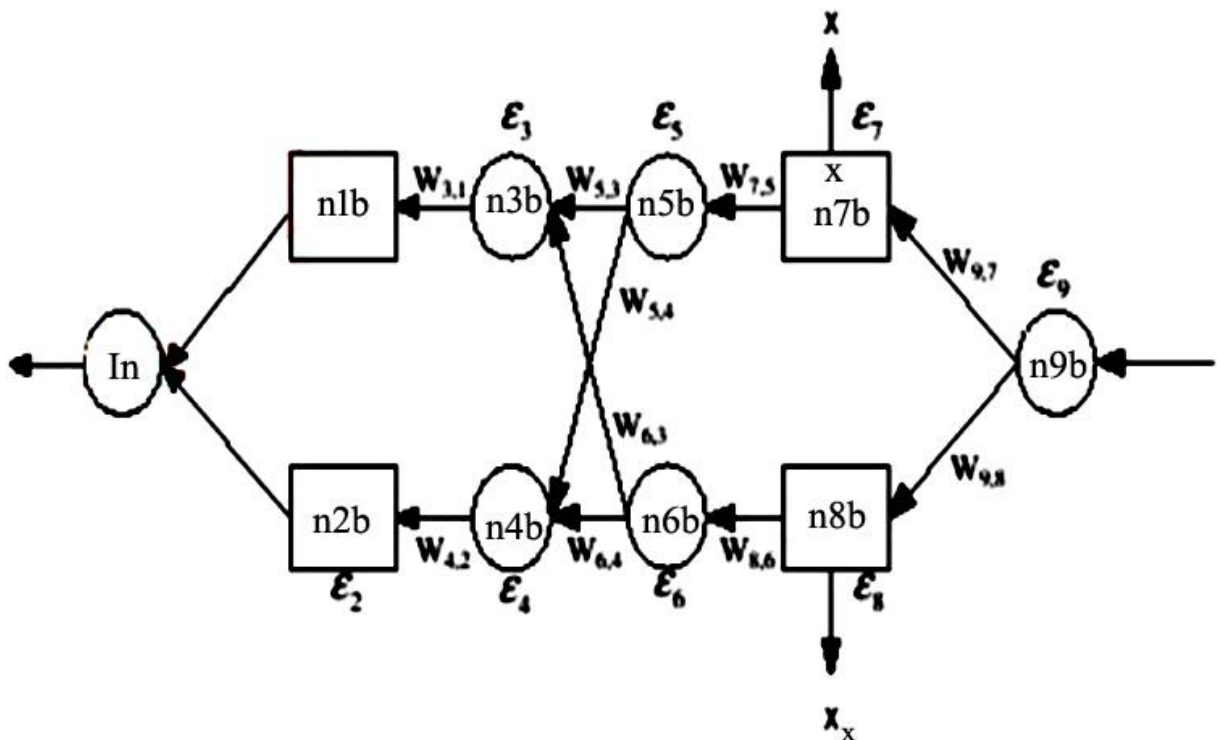 x
ε3 ε5 ε7
W3,1 W5,3 W7,5 x
n1b n3b n5b n7b
W9,7
ε9
W5,4
In n9b
W6,3
W9,8
n2b n4b n6b n8b
W4,2 W6,4 W8,6
ε2 ε4 ε6 ε8
xx